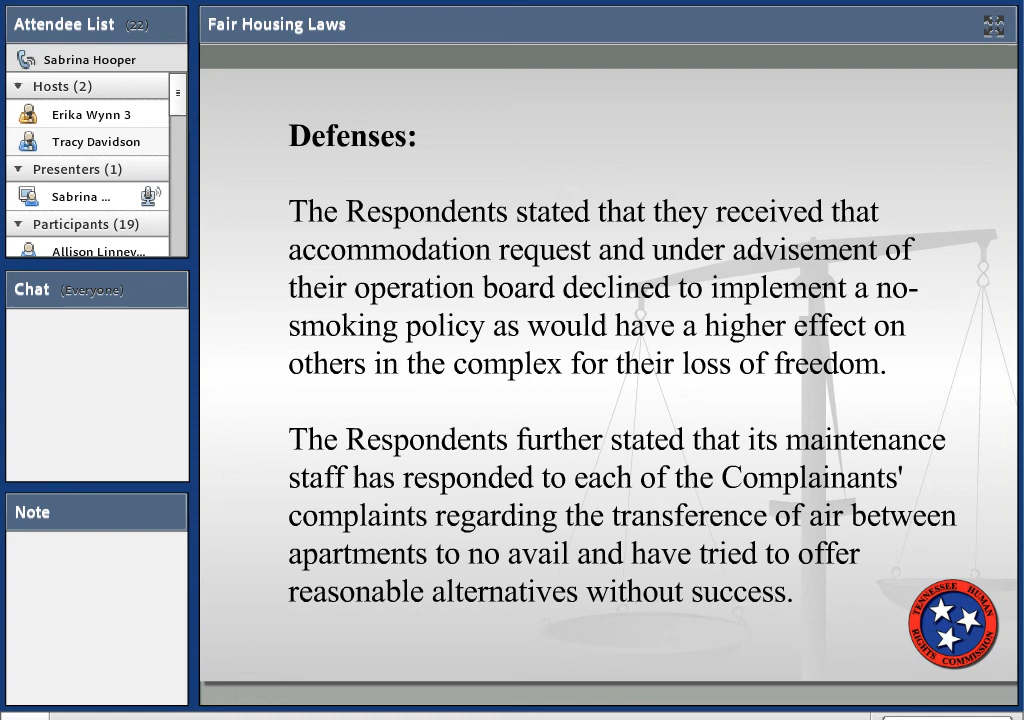 Attendee List (22)
Sabrina Hooper
Hosts (2)
Erika Wynn 3
Tracy Davidson
Presenters (1)
Sabrina ...
Participants (19)
Allison Linney...
Chat (Everyone)
Note
Fair Housing Laws
Defenses:
The Respondents stated that they received that
accommodation request and under advisement of
their operation board declined to implement a no-
smoking policy as would have a higher effect on
others in the complex for their loss of freedom.
The Respondents further stated that its maintenance
staff has responded to each of the Complainants'
complaints regarding the transference of air between
apartments to no avail and have tried to offer
reasonable alternatives without success.
TENNESSEE HUMAN
RIGHTS COMMISSION